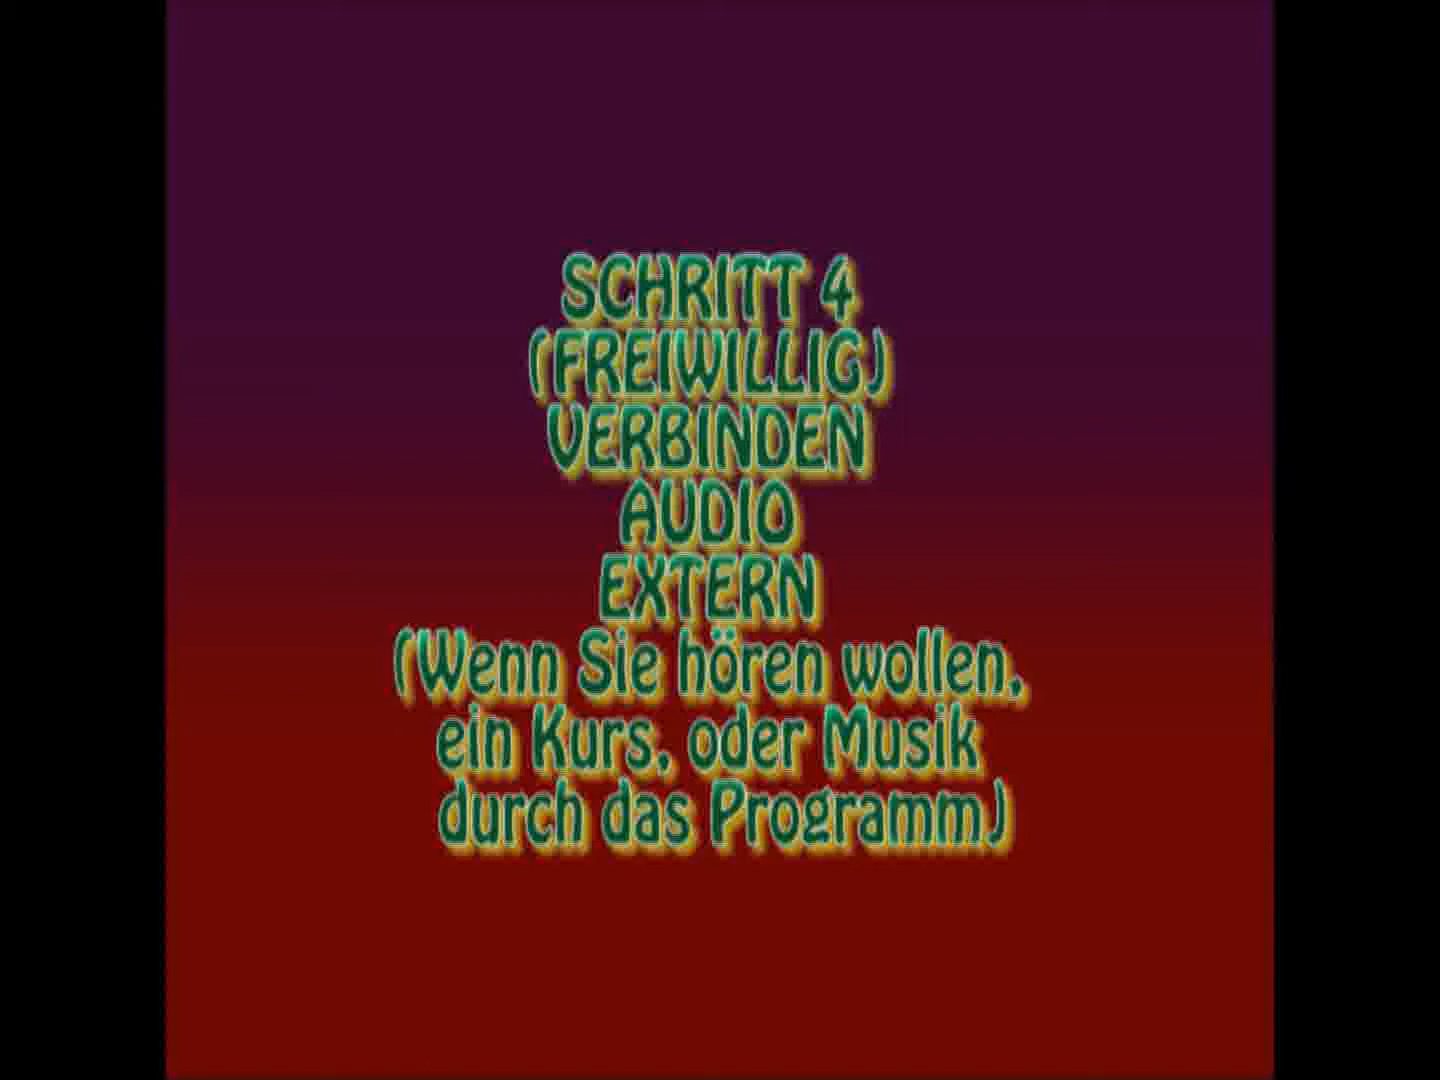 SCHRITT 4
(FREIWILLIG)
VERBINDEN
AUDIO
EXTERN
(Wenn Sie hören wollen,
ein Kurs, oder Musik
durch das Programm)